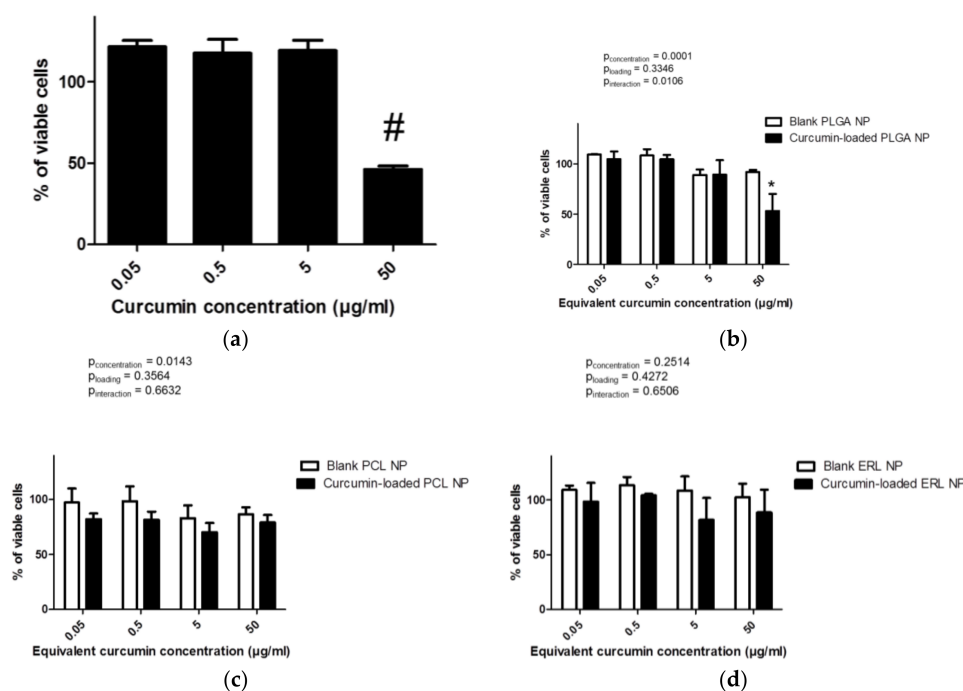 % of viable cells
100
50
0
#
0.05
0.5
5
50
Curcumin concentration (µg/ml)
(a)
pconcentration = 0.0001
ploading = 0.3346
pinteraction = 0.0106
Blank PLGA NP
Curcumin-loaded PLGA NP
% of viable cells
100
50
0
*
0.05
0.5
5
50
Equivalent curcumin concentration (µg/ml)
(b)
pconcentration = 0.0143
ploading = 0.3564
pinteraction = 0.6632
Blank PCL NP
Curcumin-loaded PCL NP
% of viable cells
100
50
0
0.05
0.5
5
50
Equivalent curcumin concentration (µg/ml)
(c)
pconcentration = 0.2514
ploading = 0.4272
pinteraction = 0.6506
Blank ERL NP
Curcumin-loaded ERL NP
% of viable cells
100
50
0
0.05
0.5
5
50
Equivalent curcumin concentration (µg/ml)
(d)